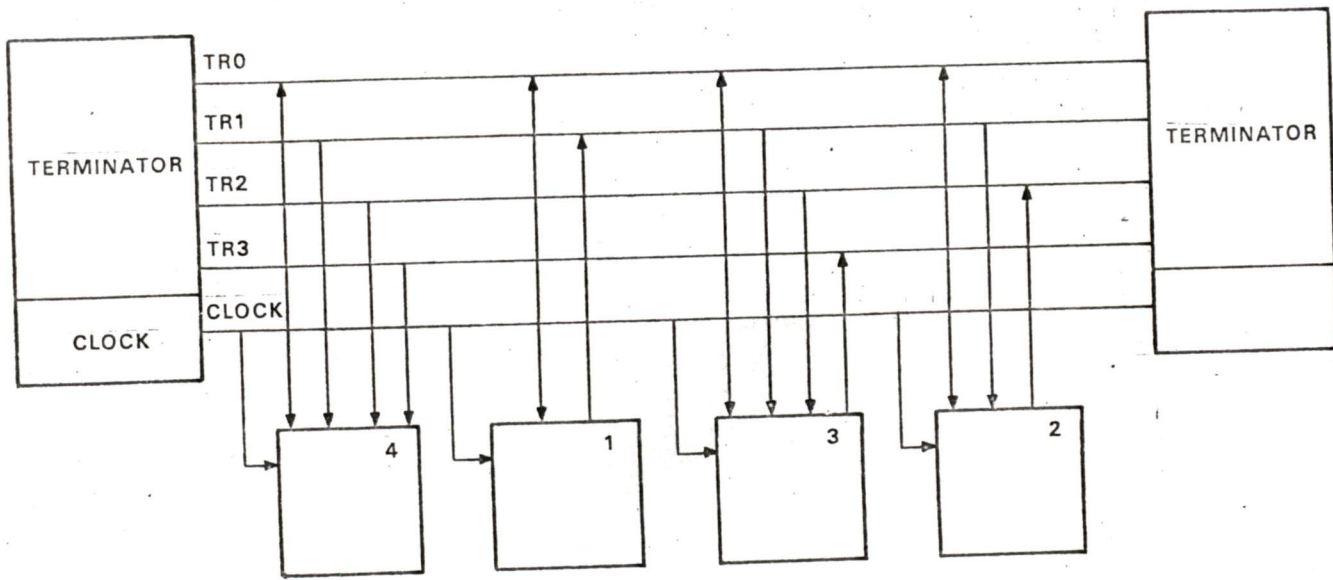 TR0
TR1
TERMINATOR
TERMINATOR
TR2
TR3
CLOCK
CLOCK
4
1
3
2